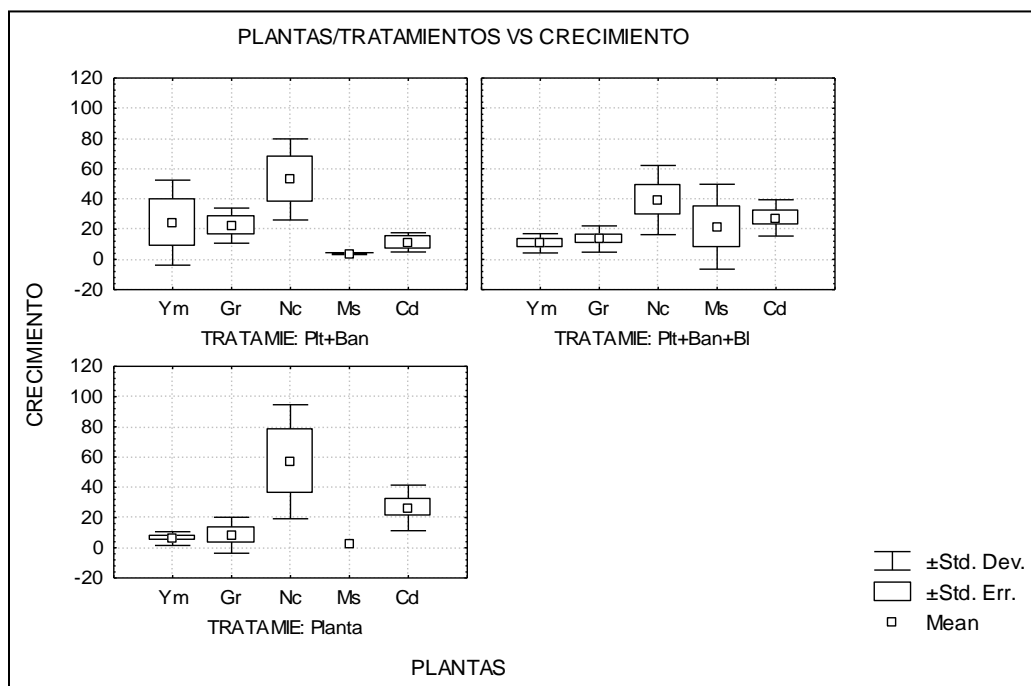 PLANTAS/TRATAMIENTOS VS CRECIMIENTO
CRECIMIENTO
120
100
80
60
40
20
0
-20
Ym Gr Nc Ms Cd
TRATAMIE: Plt+Ban
Ym Gr Nc Ms Cd
TRATAMIE: Plt+Ban+Bl
120
100
80
60
40
20
0
-20
Ym Gr Nc Ms Cd
TRATAMIE: Planta
PLANTAS
±Std. Dev.
±Std. Err.
Mean